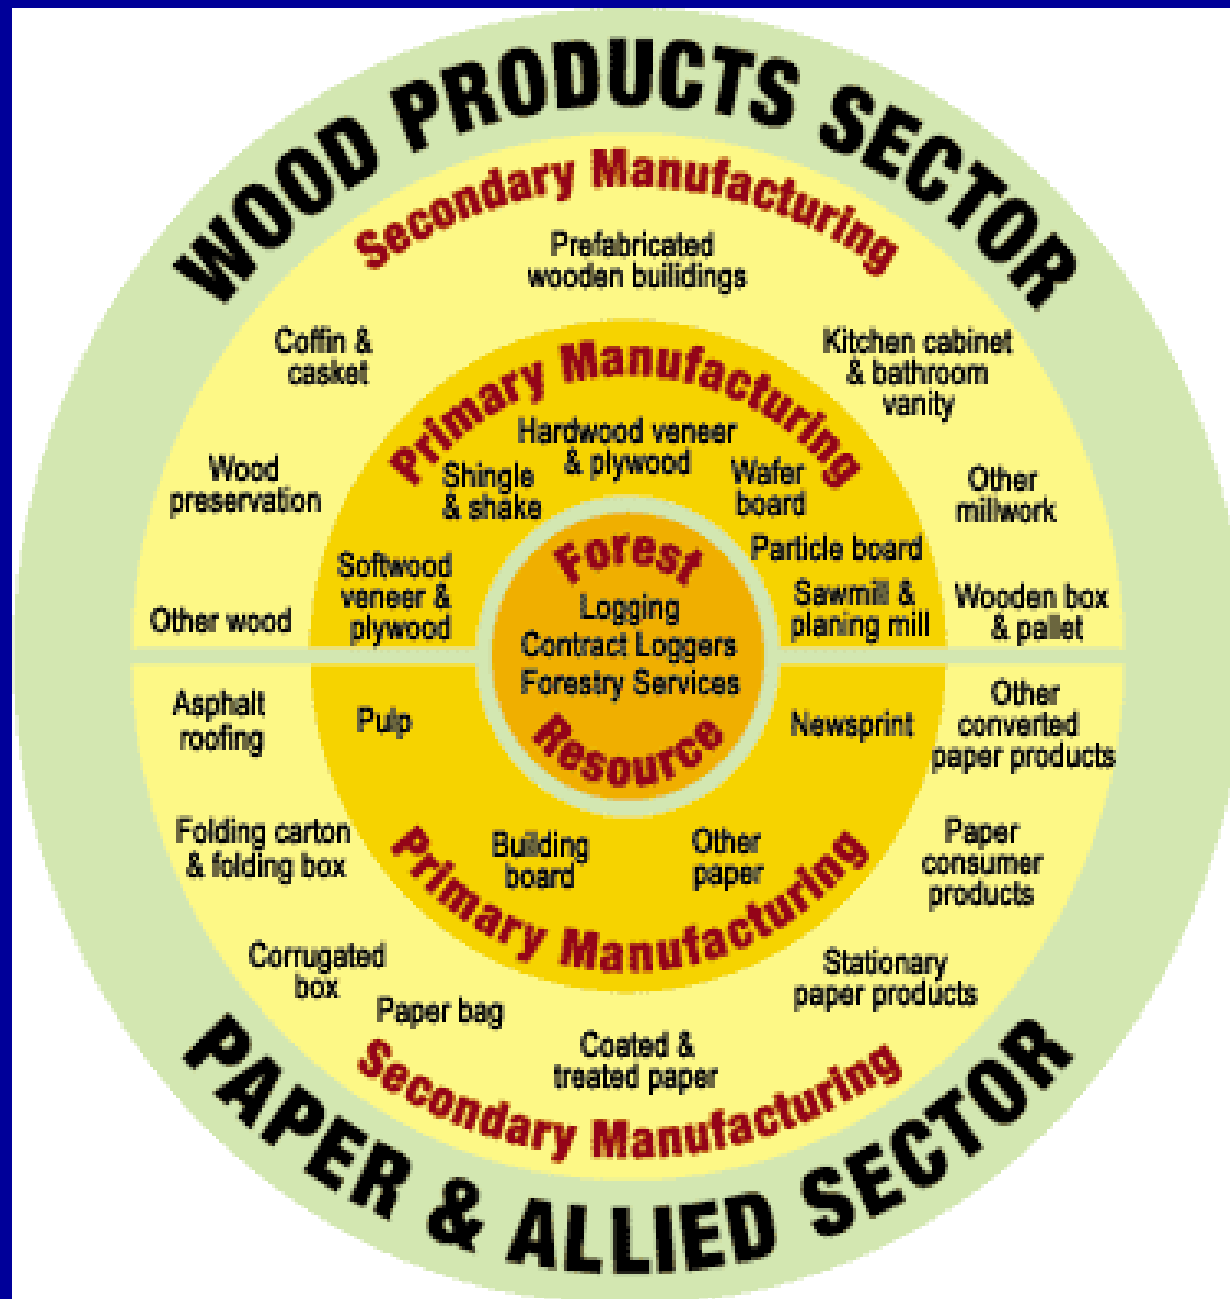 WOOD PRODUCTS SECTOR
Secondary Manufacturing
Prefabricated
wooden builidings
Coffin &
casket
Kitchen cabinet
& bathroom
vanity
Wood
preservation
Other
millwork
Other wood
Wooden box
& pallet
Primary Manufacturing
Hardwood veneer
& plywood
Shingle
& shake
Wafer
board
Particle board
Softwood
veneer &
plywood
Sawmill &
planing mill
Forest
Logging
Contract Loggers
Forestry Services
Resource
Pulp
Newsprint
Building
board
Other
paper
Primary Manufacturing
Asphalt
roofing
Other
converted
paper products
Folding carton
& folding box
Paper
consumer
products
Corrugated
box
Stationary
paper products
Paper bag
Coated &
treated paper
Secondary Manufacturing
PAPER & ALLIED SECTOR